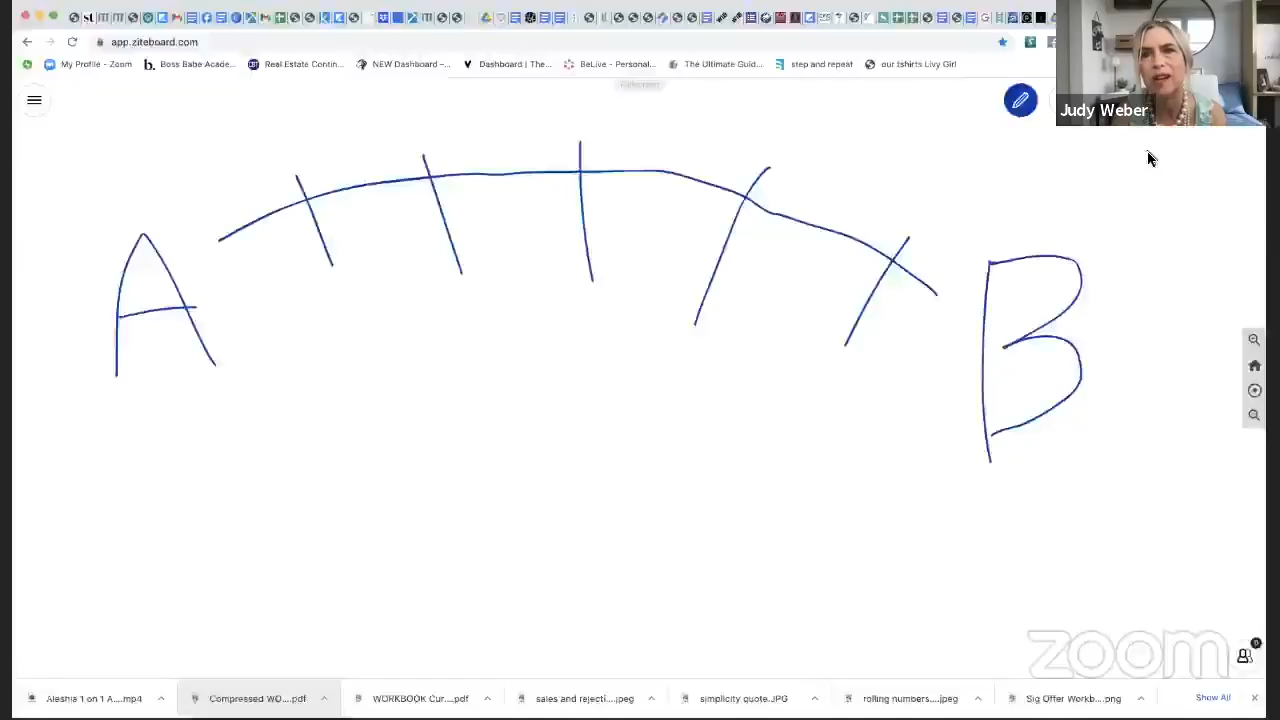 app.ziteboard.com
My Profile - Zoom
Boss Babe Acade...
Real Estate Contin...
NEW Dashboard –...
Dashboard | The...
BeLive - Personal...
The Ultimate Guid...
step and repeat
our tshirts Livy Girl
Judy Weber
A
B
zoom
0
Aleshia 1 on 1 A....mp4
Compressed WO....pdf
WORKBOOK Cur....pdf
sales and rejecti....jpeg
simplicity quote.JPG
rolling numbers....jpeg
Sig Offer Workb....png
Show All